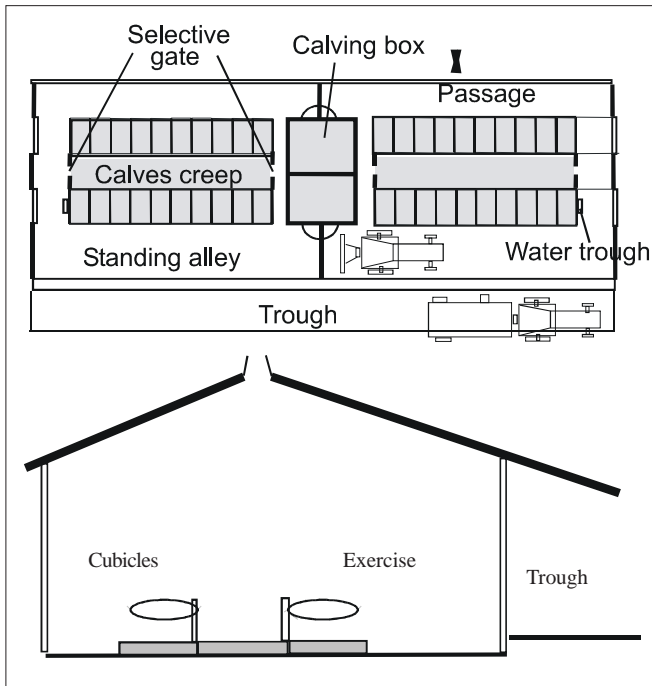 Selective
gate
Calving box
Passage
Calves creep
Standing alley
Water trough
Trough
Cubicles
Exercise
Trough